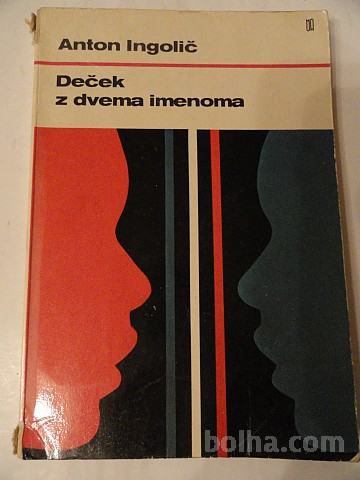 Anton Ingolič
Deček
z dvema imenoma
bolha.com